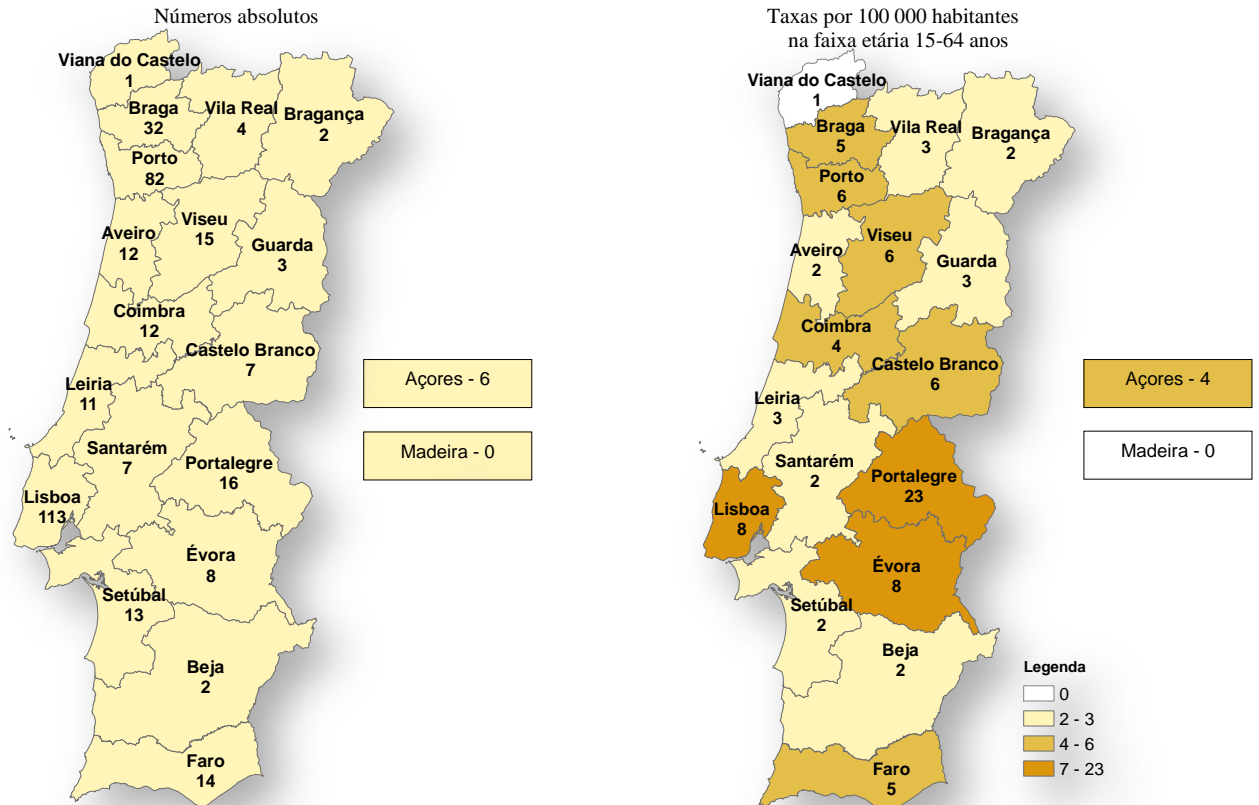 Números absolutos
Viana do Castelo
1
Braga
32
Vila Real
4
Bragança
2
Porto
82
Viseu
15
Aveiro
12
Guarda
3
Coimbra
12
Castelo Branco
7
Leiria
11
Santarém
7
Portalegre
16
Lisboa
113
Évora
8
Setúbal
13
Beja
2
Faro
14
Açores - 6
Madeira - 0
Taxas por 100 000 habitantes
na faixa etária 15-64 anos
Viana do Castelo
1
Braga
5
Vila Real
3
Bragança
2
Porto
6
Viseu
6
Aveiro
2
Guarda
3
Coimbra
4
Castelo Branco
6
Leiria
3
Santarém
2
Portalegre
23
Lisboa
8
Évora
8
Setúbal
2
Beja
2
Faro
5
Açores - 4
Madeira - 0
Legenda
0
2 - 3
4 - 6
7 - 23